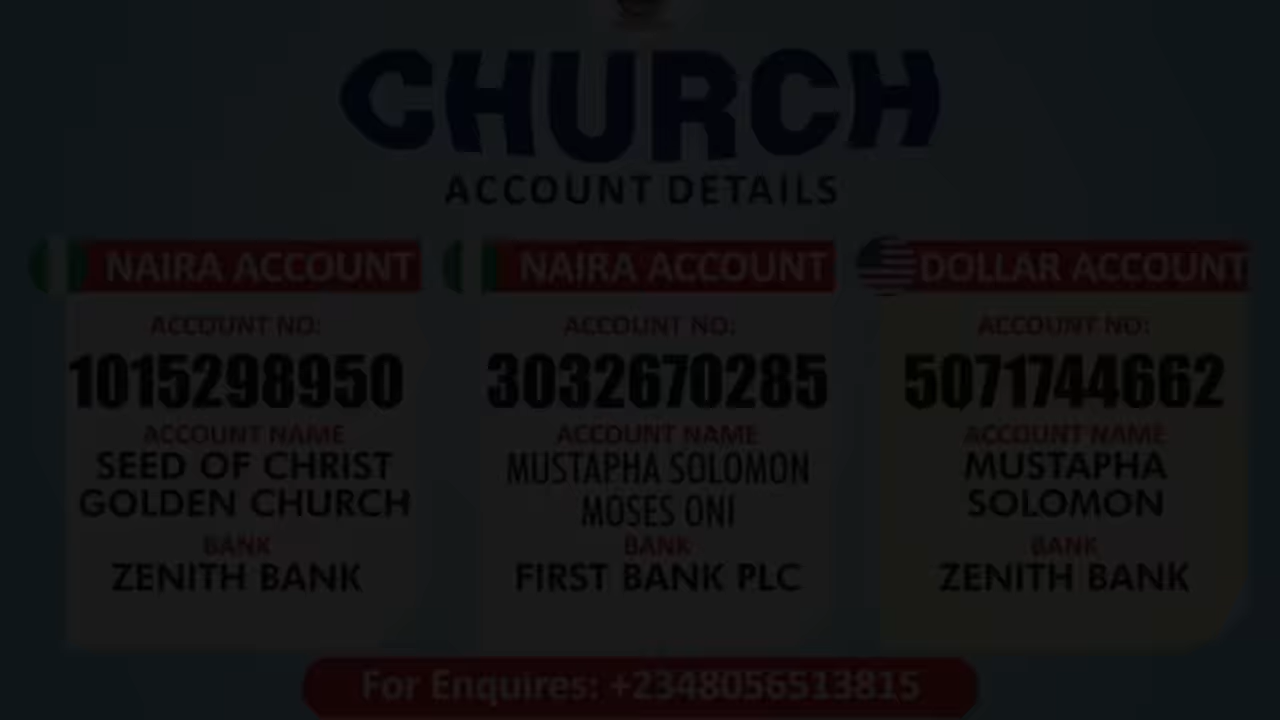 CHURCH
ACCOUNT DETAILS
NAIRA ACCOUNT
ACCOUNT NO:
1015298950
ACCOUNT NAME
SEED OF CHRIST
GOLDEN CHURCH
BANK
ZENITH BANK
NAIRA ACCOUNT
ACCOUNT NO:
3032670285
ACCOUNT NAME
MUSTAPHA SOLOMON
MOSES ONI
BANK
FIRST BANK PLC
DOLLAR ACCOUNT
ACCOUNT NO:
5071744662
ACCOUNT NAME
MUSTAPHA
SOLOMON
BANK
ZENITH BANK
For Enquires: +2348056513815